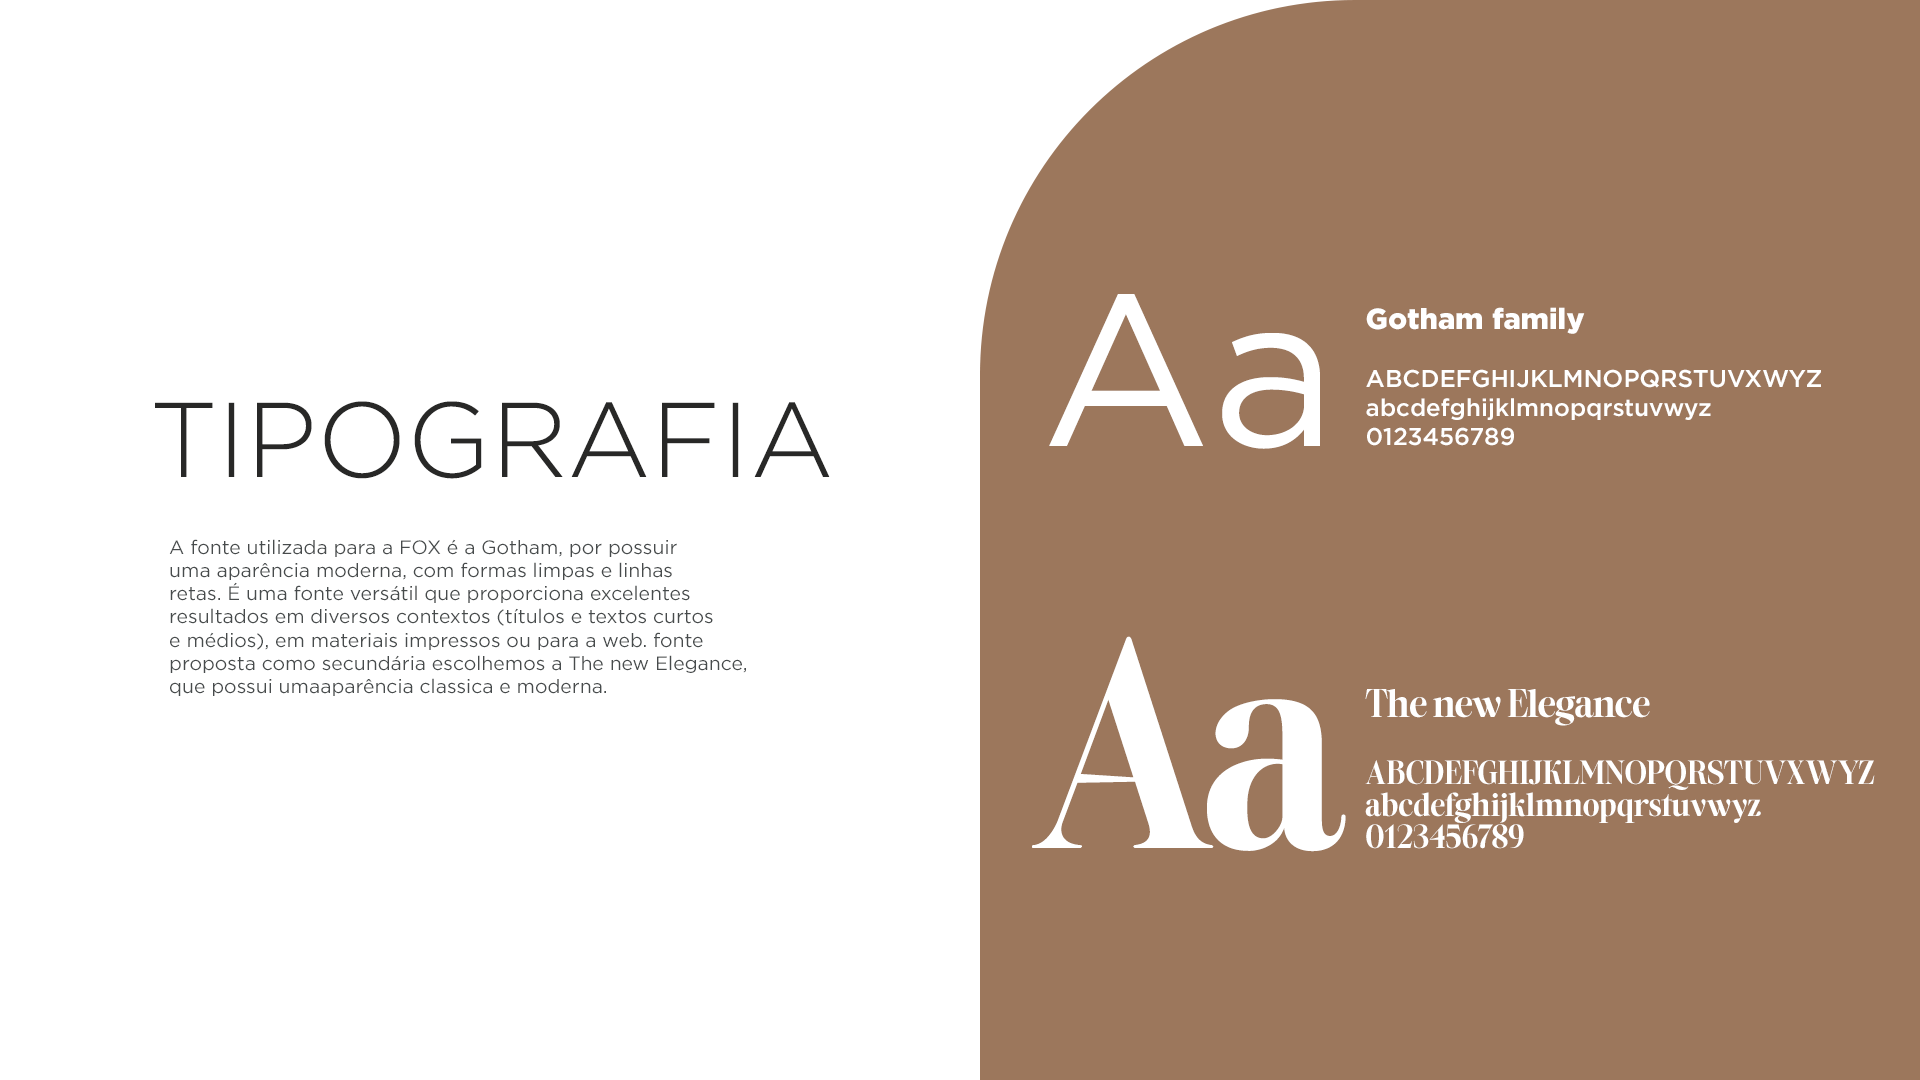 TIPOGRAFIA
A fonte utilizada para a FOX é a Gotham, por possuir
uma aparência moderna, com formas limpas e linhas
retas. É uma fonte versátil que proporciona excelentes
resultados em diversos contextos (títulos e textos curtos
e médios), em materiais impressos ou para a web. fonte
proposta como secundária escolhemos a The new Elegance,
que possui umaaparência classica e moderna.
Aa
Gotham family
ABCDEFGHIJKLMNOPQRSTUVXWYZ
abcdefghijklmnopqrstuvwyz
0123456789
Aa
The new Elegance
ABCDEFGHIJKLMNOPQRSTUVXWYZ
abcdefghijklmnopqrstuvwyz
0123456789